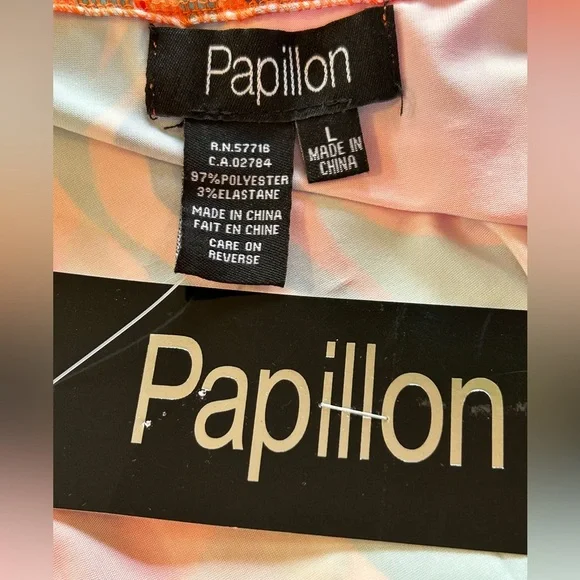 Papillon
R.N.57716
C.A.02784
97%POLYESTER
3%ELASTANE
MADE IN CHINA
FAIT EN CHINE
CARE ON
REVERSE
L
MADE IN
CHINA
Papillon